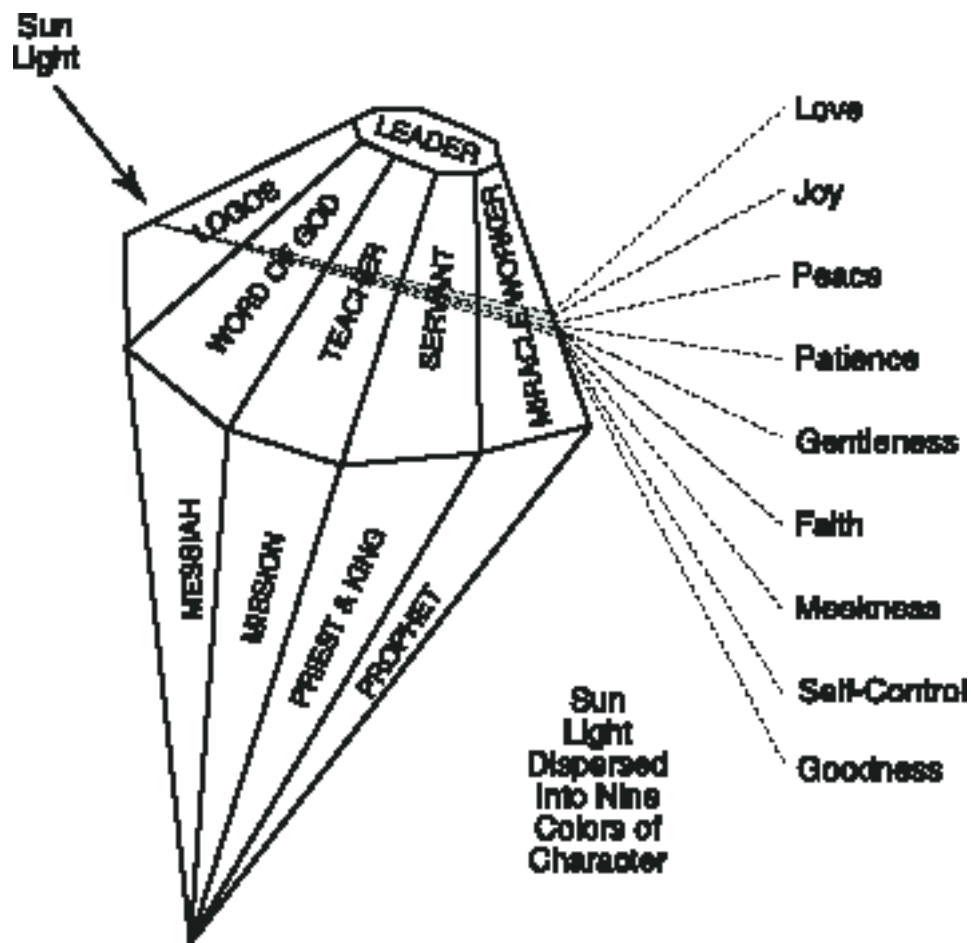 Sun
Light
LEADER
LOGOS
WORD OF GOD
TEACHER
SERVANT
MIRACLE WORKER
MESSIAH
MISSION
PRIEST & KING
PROPHET
Love
Joy
Peace
Patience
Gentleness
Faith
Meekness
Self-Control
Goodness
Sun
Light
Dispersed
Into Nine
Colors of
Character